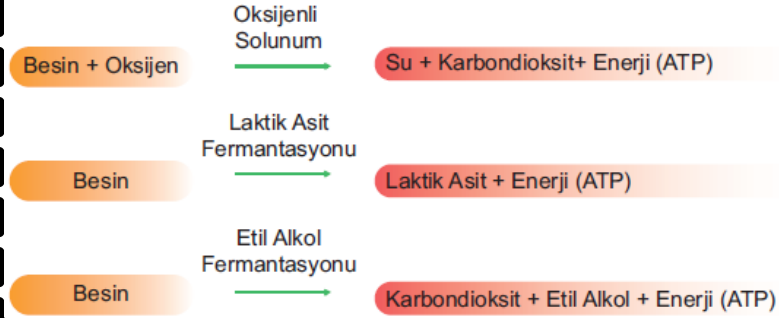 Oksijenli
Solunum
Besin + Oksijen
Su + Karbondioksit+ Enerji (ATP)
Laktik Asit
Fermantasyonu
Besin
Laktik Asit + Enerji (ATP)
Etil Alkol
Fermantasyonu
Besin
Karbondioksit + Etil Alkol + Enerji (ATP)